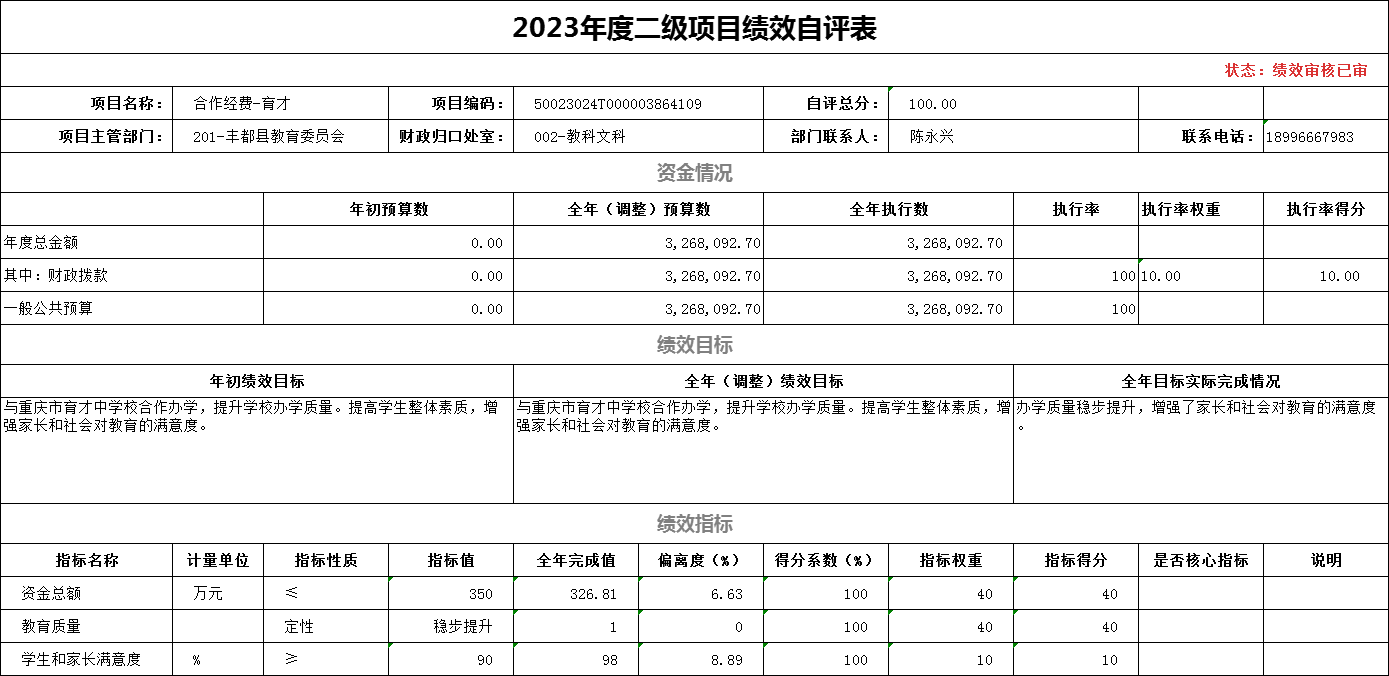 2023年度二级项目绩效自评表
状态：绩效审核已审
项目名称： 合作经费-育才 项目编码： 50023024T000003864109 自评总分： 100.00
项目主管部门： 201-丰都县教育委员会 财政归口处室： 002-教科文科 部门联系人： 陈永兴 联系电话： 18996667983
资金情况
年初预算数 全年（调整）预算数 全年执行数 执行率 执行率权重 执行率得分
年度总金额 0.00 3,268,092.70 3,268,092.70
其中：财政拨款 0.00 3,268,092.70 3,268,092.70 100 10.00 10.00
一般公共预算 0.00 3,268,092.70 3,268,092.70 100
绩效目标
年初绩效目标 全年（调整）绩效目标 全年目标实际完成情况
与重庆市育才中学校合作办学，提升学校办学质量。提高学生整体素质，增 与重庆市育才中学校合作办学，提升学校办学质量。提高学生整体素质，增 办学质量稳步提升，增强了家长和社会对教育的满意度
强家长和社会对教育的满意度。 强家长和社会对教育的满意度。 。
绩效指标
指标名称 计量单位 指标性质 指标值 全年完成值 偏离度（%） 得分系数（%） 指标权重 指标得分 是否核心指标 说明
资金总额 万元 ≤ 350 326.81 6.63 100 40 40
教育质量 定性 稳步提升 1 0 100 40 40
学生和家长满意度 % ≥ 90 98 8.89 100 10 10